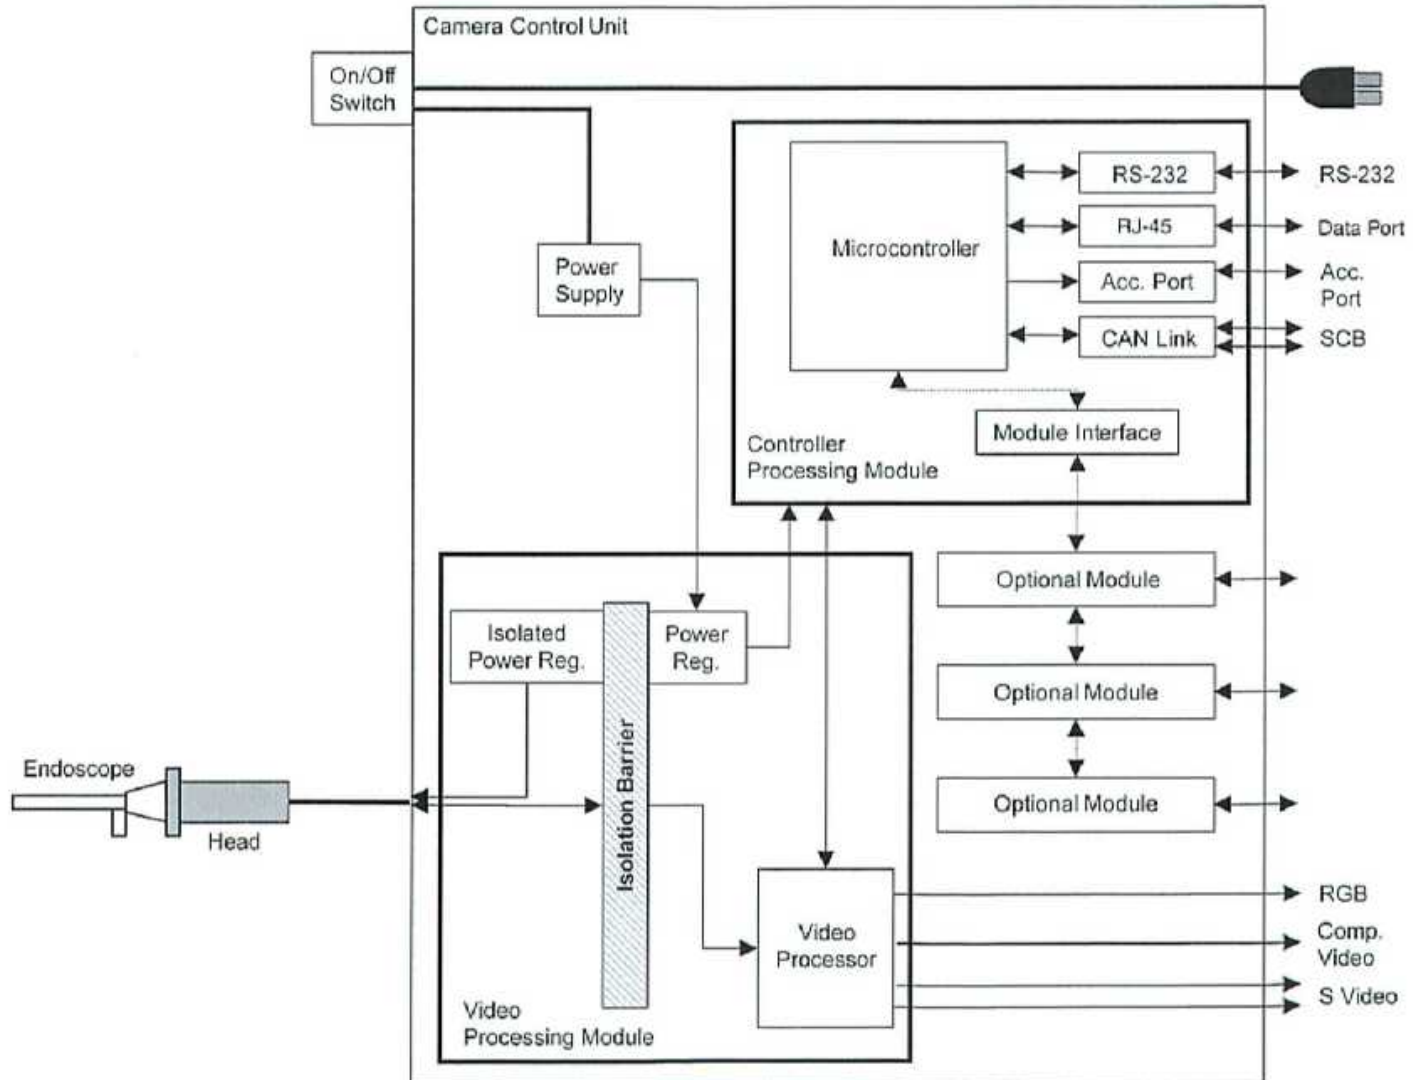 Camera Control Unit
On/Off
Switch
RS-232
RS-232
RJ-45
Data Port
Microcontroller
Power
Supply
Acc. Port
Acc.
Port
CAN Link
SCB
Module Interface
Controller
Processing Module
Optional Module
Isolated
Power Reg.
Power
Reg.
Optional Module
Isolation Barrier
Endoscope
Head
Optional Module
RGB
Video
Processor
Comp.
Video
S Video
Video
Processing Module